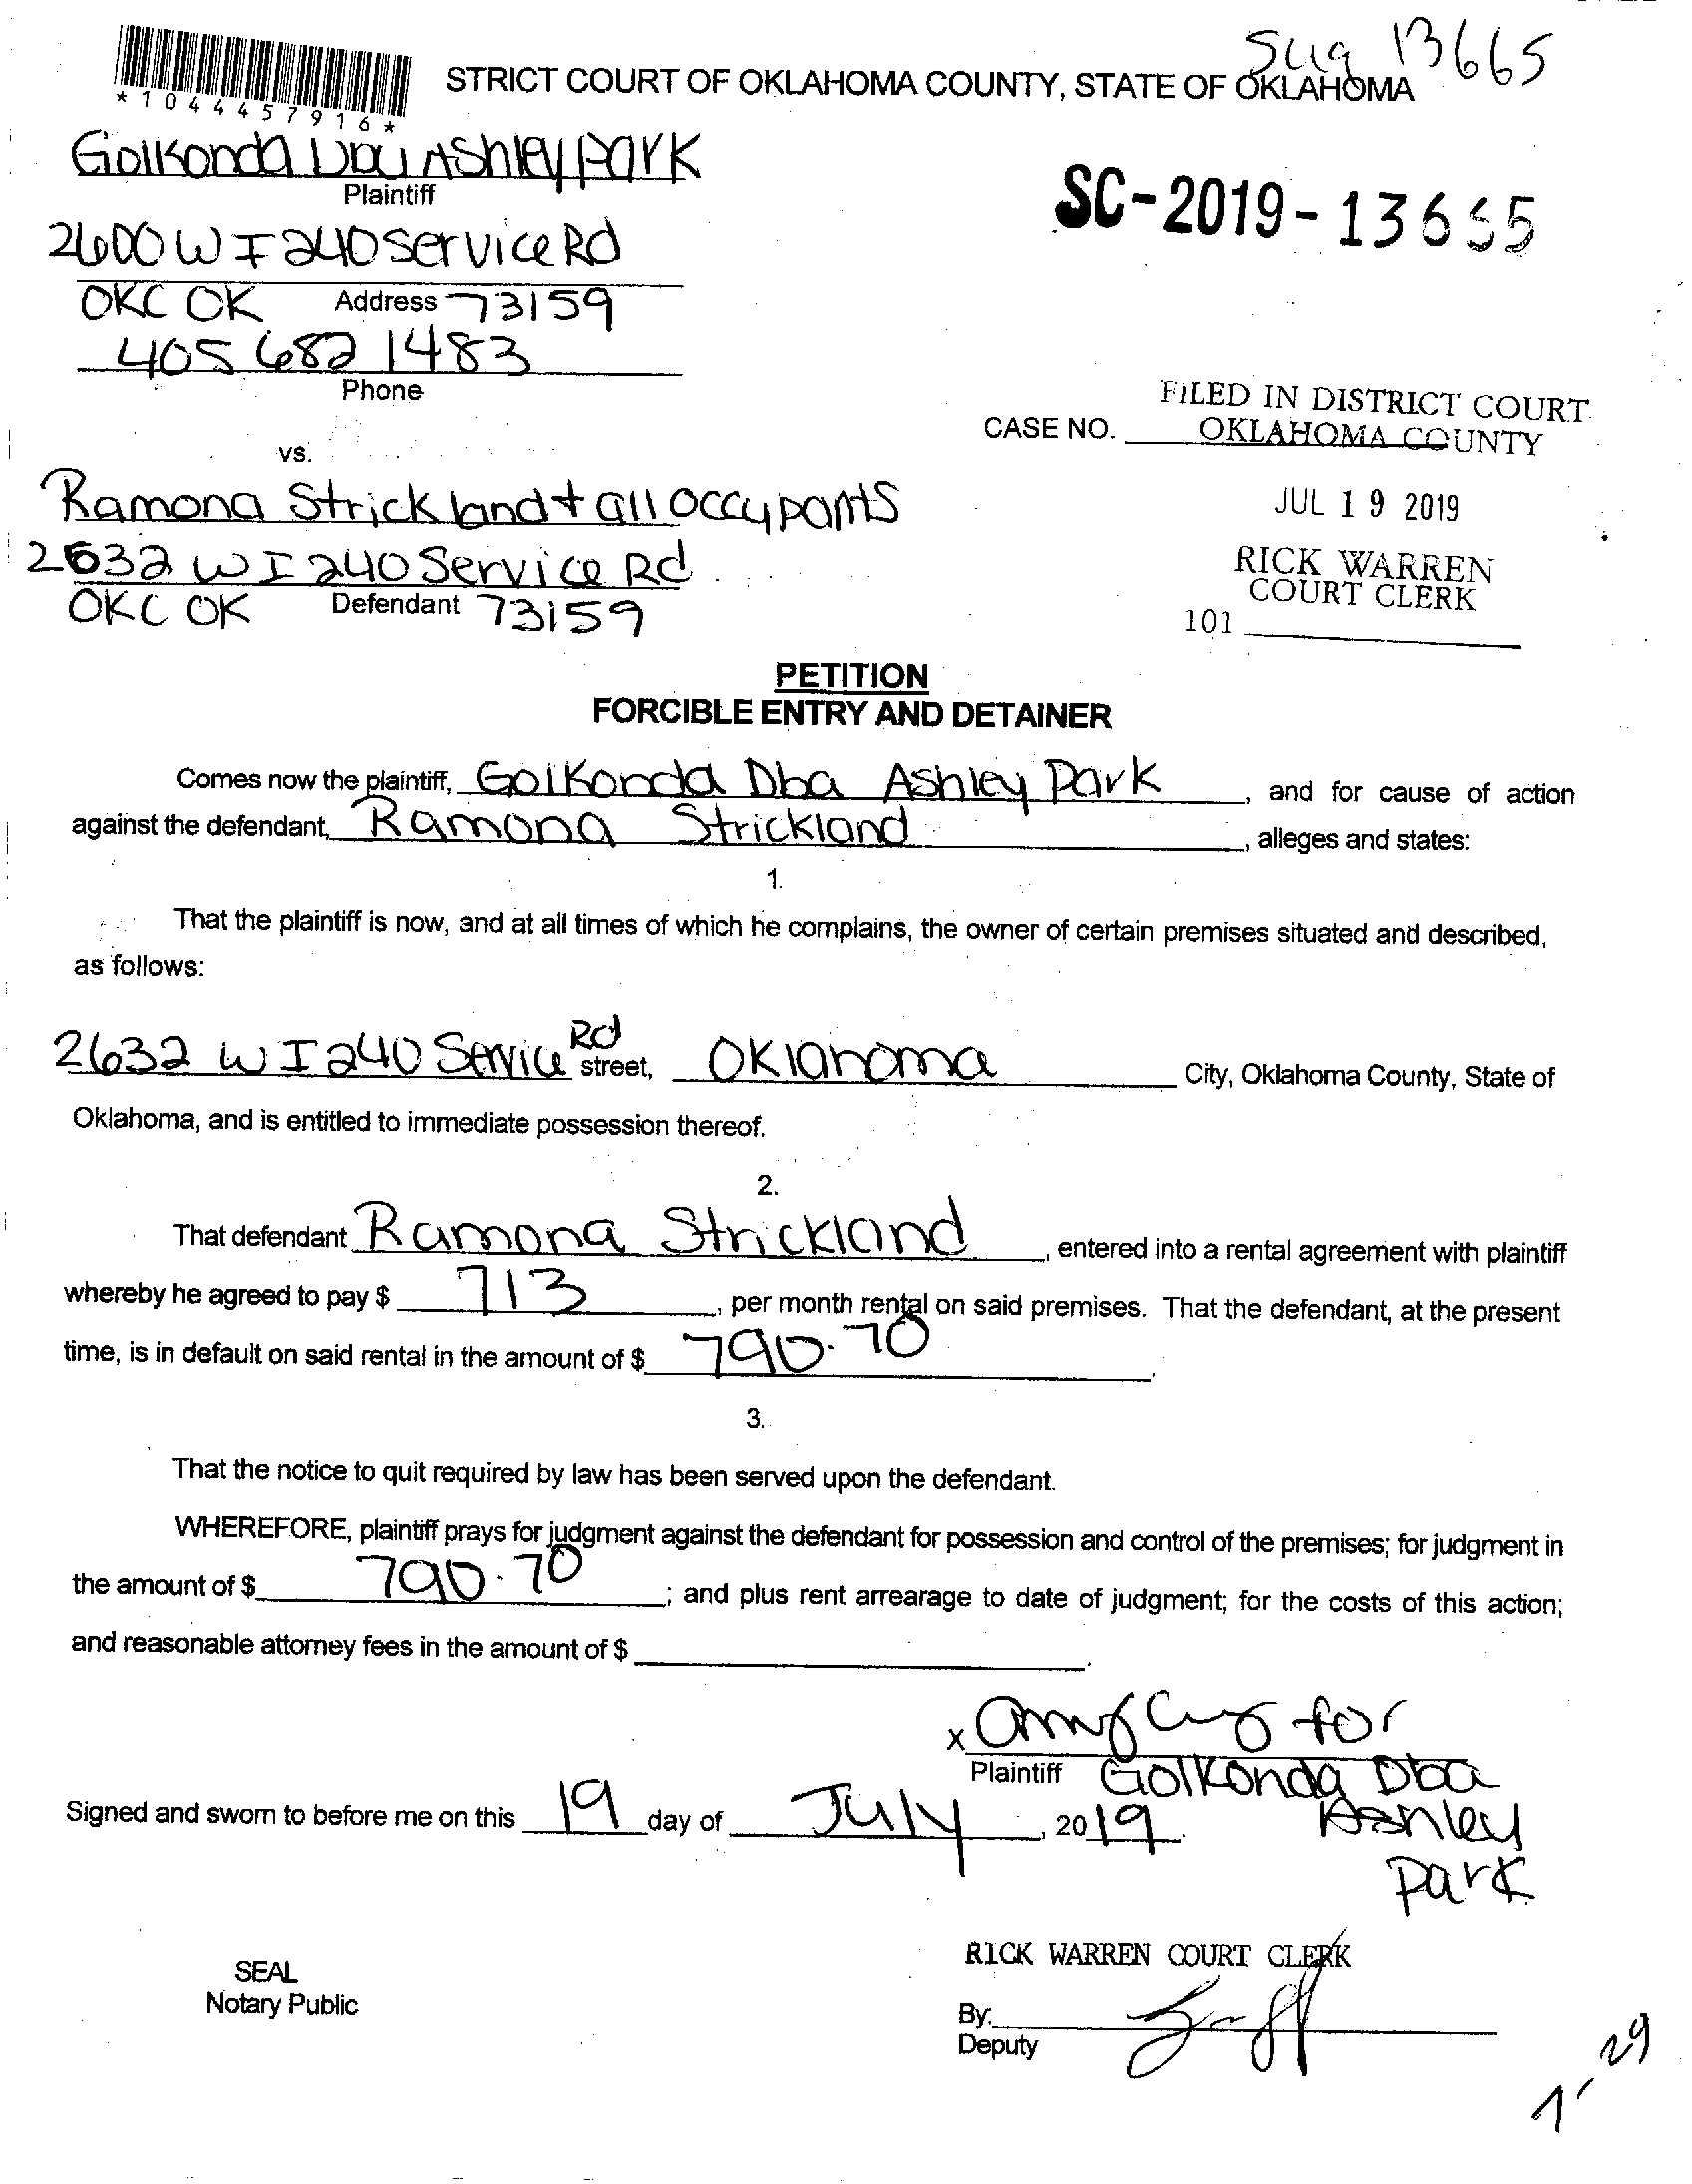 Sug 13665
STRICT COURT OF OKLAHOMA COUNTY, STATE OF OKLAHOMA
*1044457916*
Golkonda Dba Ashley Park
Plaintiff
SC-2019-13665
2600 W I 240 Service Rd
OKC OK Address 73159
405 682 1483
Phone
FILED IN DISTRICT COURT
CASE NO. OKLAHOMA COUNTY
vs.
Ramona Strickland + all occupants
JUL 19 2019
2632 W I 240 Service Rd
RICK WARREN
COURT CLERK
OKC OK Defendant 73159
101
PETITION
FORCIBLE ENTRY AND DETAINER
Comes now the plaintiff, Golkonda Dba Ashley Park, and for cause of action
against the defendant, Ramona Strickland, alleges and states:
1.
That the plaintiff is now, and at all times of which he complains, the owner of certain premises situated and described,
as follows:
2632 W I 240 Service Rd street, Oklahoma City, Oklahoma County, State of
Oklahoma, and is entitled to immediate possession thereof.
2.
That defendant Ramona Strickland, entered into a rental agreement with plaintiff
whereby he agreed to pay $ 713, per month rental on said premises. That the defendant, at the present
time, is in default on said rental in the amount of $ 790.70.
3.
That the notice to quit required by law has been served upon the defendant.
WHEREFORE, plaintiff prays for judgment against the defendant for possession and control of the premises; for judgment in
the amount of $ 790.70; and plus rent arrearage to date of judgment; for the costs of this action;
and reasonable attorney fees in the amount of $ .
x for
Plaintiff Golkonda Dba
Ashley
Park
Signed and sworn to before me on this 19 day of July, 2019.
RICK WARREN COURT CLERK
SEAL
Notary Public
By:
Deputy
29